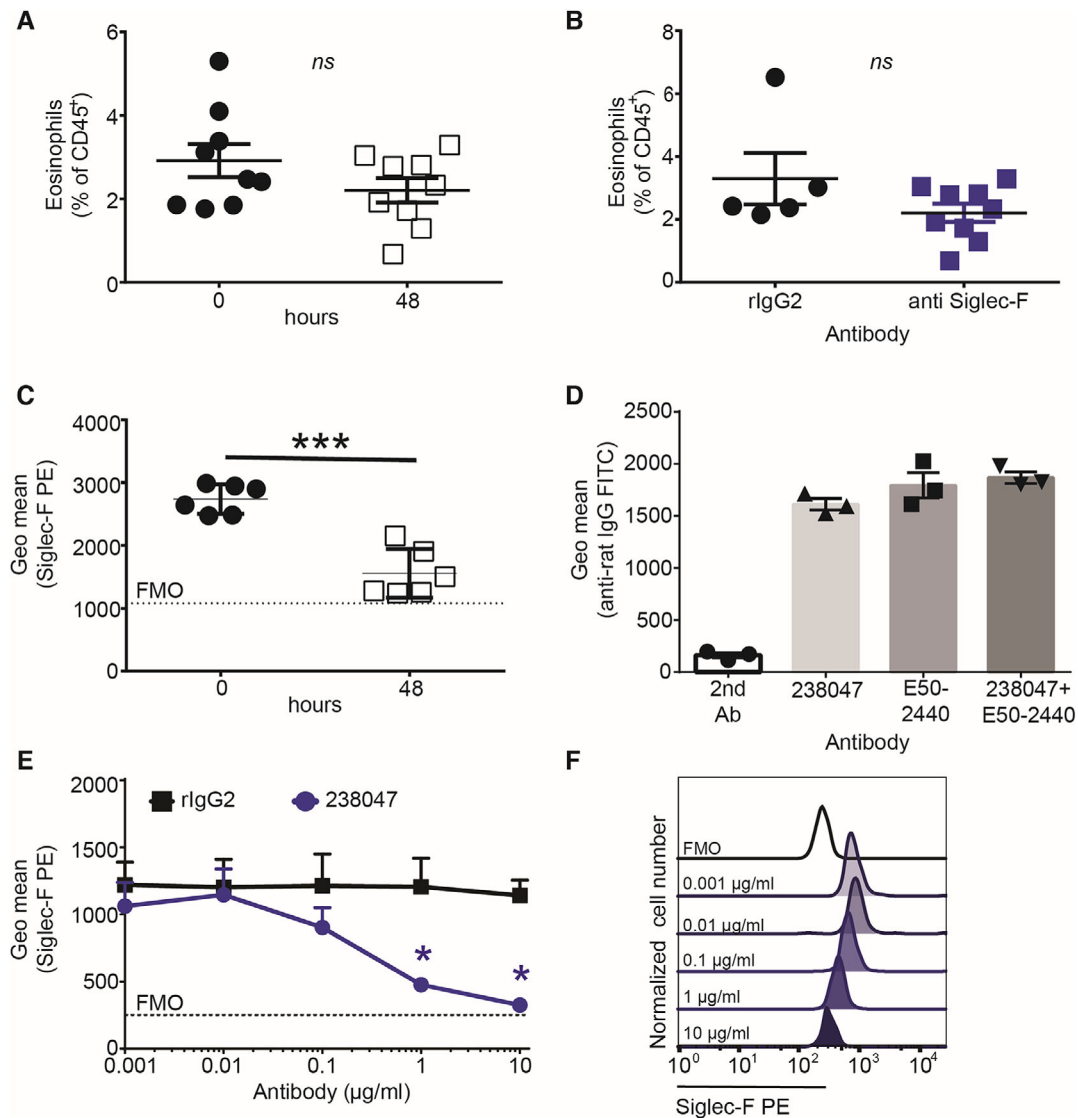 A
Eosinophils
(% of CD45+)
6
4
2
0
ns
0
48
hours
B
Eosinophils
(% of CD45+)
8
6
4
2
0
ns
rIgG2
anti Siglec-F
Antibody
C
Geo mean
(Siglec-F PE)
4000
3000
2000
1000
0
***
FMO
0
48
hours
D
Geo mean
(anti-rat IgG FITC)
2500
2000
1500
1000
500
0
2nd
Ab
238047
E50-
2440
238047+
E50-2440
Antibody
E
Geo mean
(Siglec-F PE)
2000
1500
1000
500
0
rIgG2
238047
*
*
FMO
0.001
0.01
0.1
1
10
Antibody (µg/ml)
F
Normalized cell number
FMO
0.001 µg/ml
0.01 µg/ml
0.1 µg/ml
1 µg/ml
10 µg/ml
10⁰
10¹
10²
10³
10⁴
Siglec-F PE